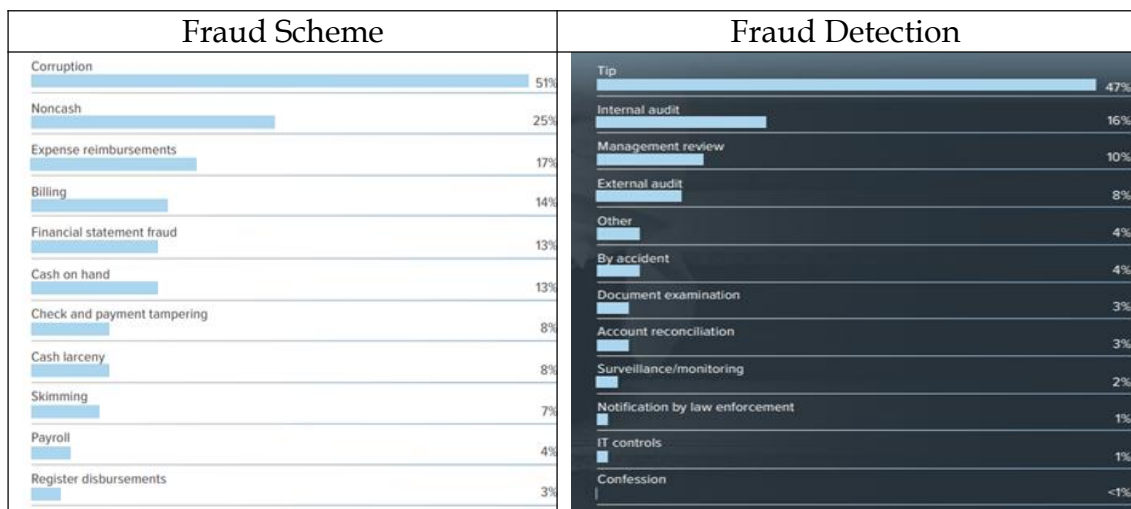 Fraud Scheme
Corruption
51%
Noncash
25%
Expense reimbursements
17%
Billing
14%
Financial statement fraud
13%
Cash on hand
13%
Check and payment tampering
8%
Cash larceny
8%
Skimming
7%
Payroll
4%
Register disbursements
3%
Fraud Detection
Tip
47%
Internal audit
16%
Management review
10%
External audit
8%
Other
4%
By accident
4%
Document examination
3%
Account reconciliation
3%
Surveillance/monitoring
2%
Notification by law enforcement
1%
IT controls
1%
Confession
<1%